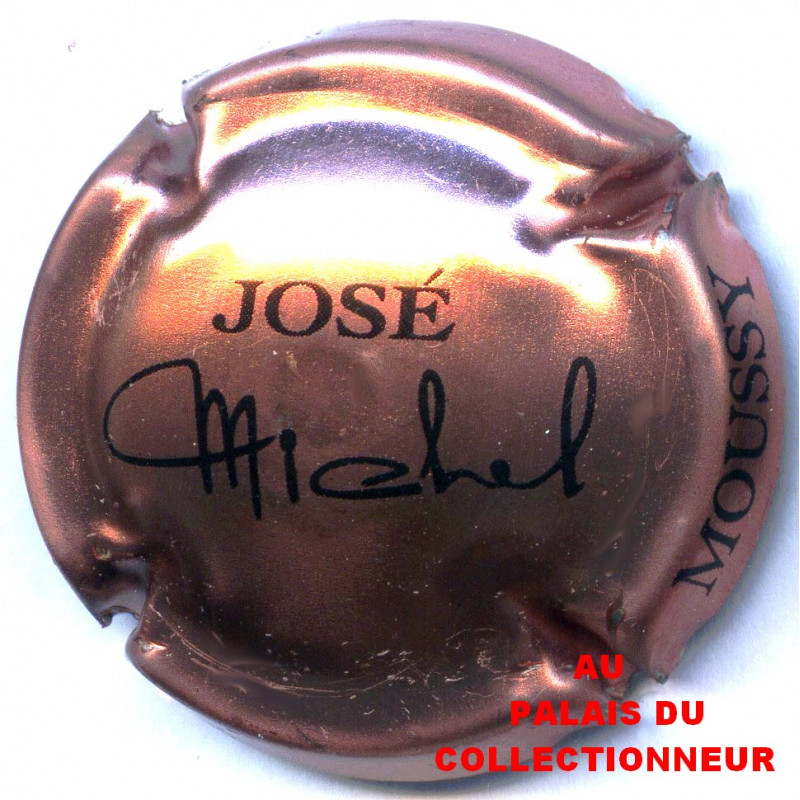 JOSÉ
Michel
MOUSSY
AU
PALAIS DU
COLLECTIONNEUR